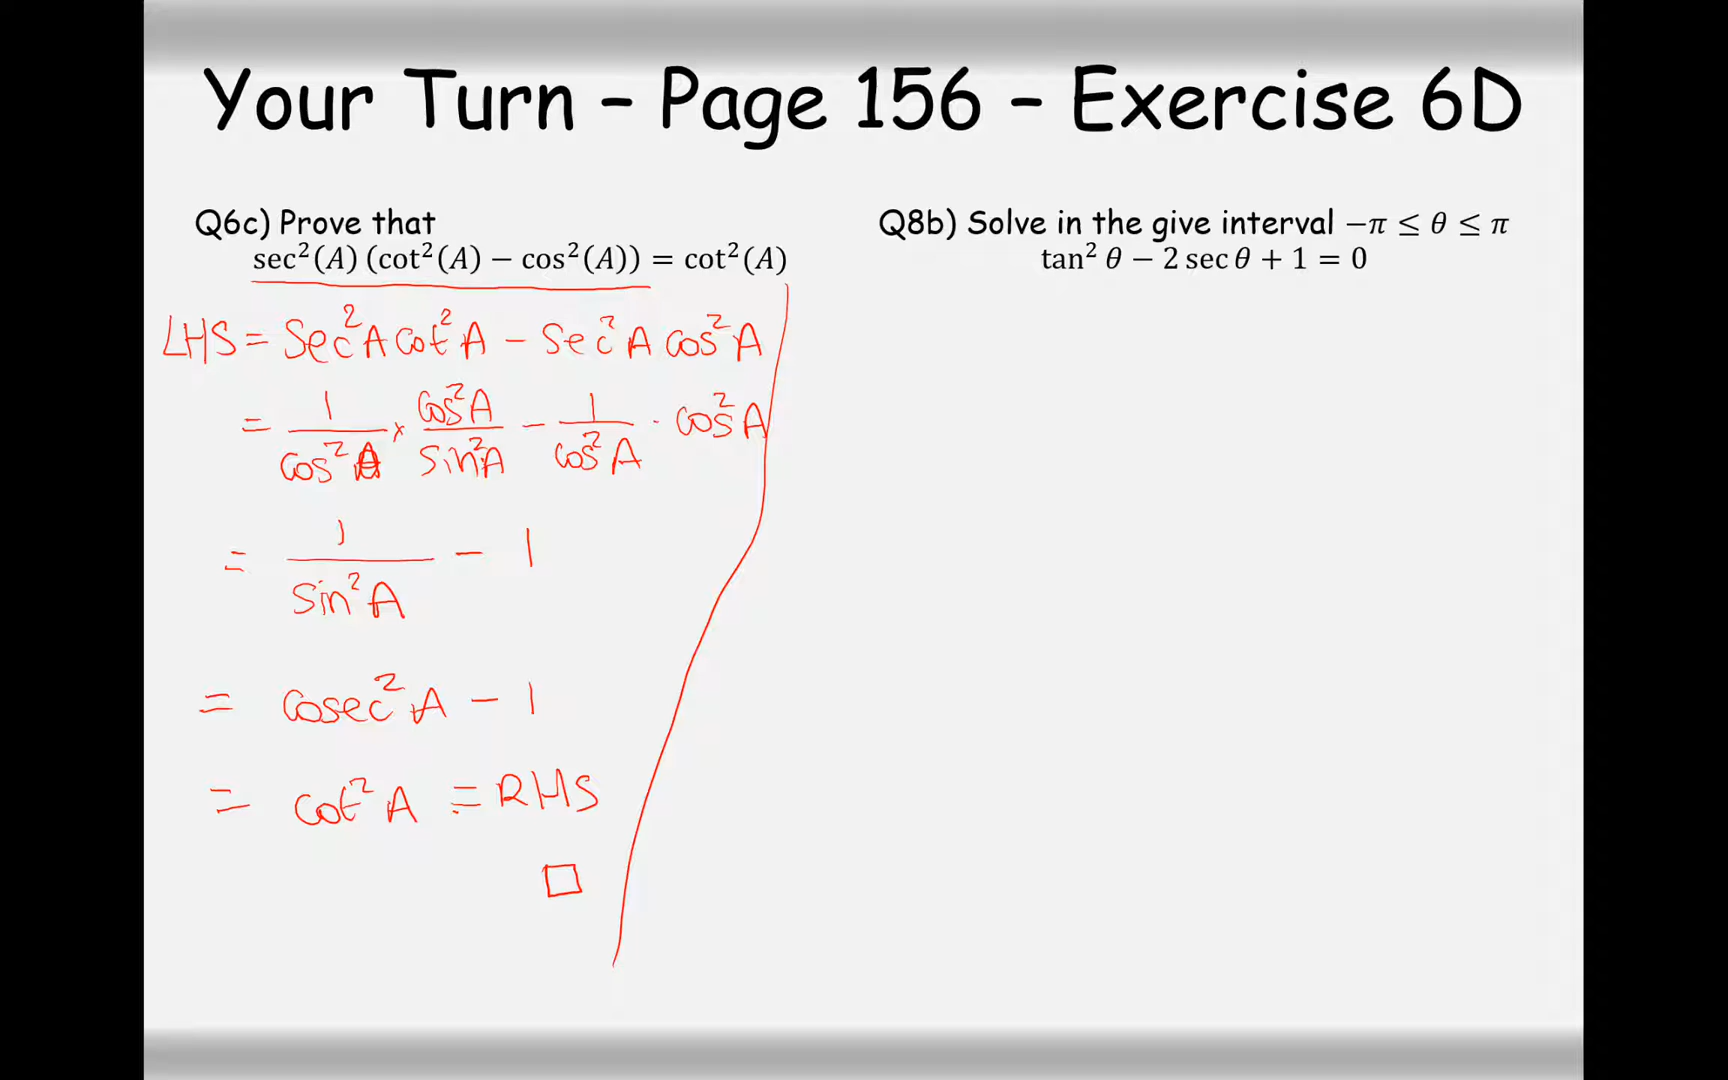 Your Turn – Page 156 – Exercise 6D
Q6c) Prove that
sec²(A) (cot²(A) − cos²(A)) = cot²(A)
LHS = Sec²A Cot²A − Sec²A Cos²A
= 1/Cos²A × Cos²A/Sin²A − 1/Cos²A · Cos²A
= 1/Sin²A − 1
= Cosec²A − 1
= Cot²A = RHS
□
Q8b) Solve in the give interval −π ≤ θ ≤ π
tan² θ − 2 sec θ + 1 = 0